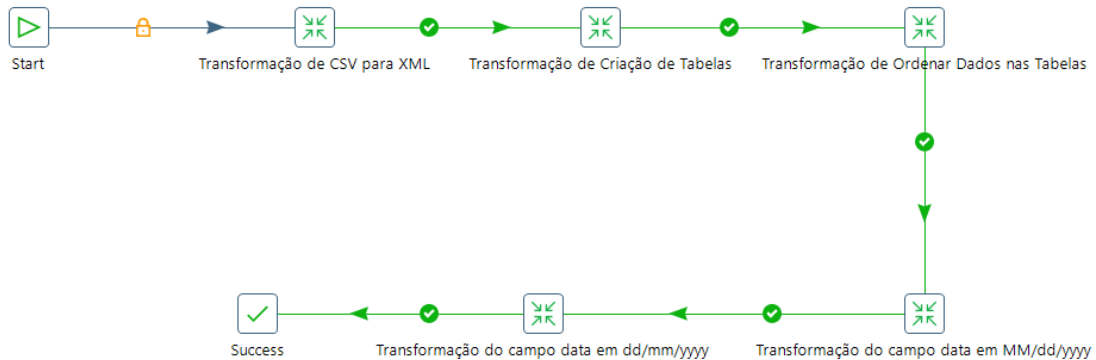 Start
Transformação de CSV para XML
Transformação de Criação de Tabelas
Transformação de Ordenar Dados nas Tabelas
Success
Transformação do campo data em dd/mm/yyyy
Transformação do campo data em MM/dd/yyyy